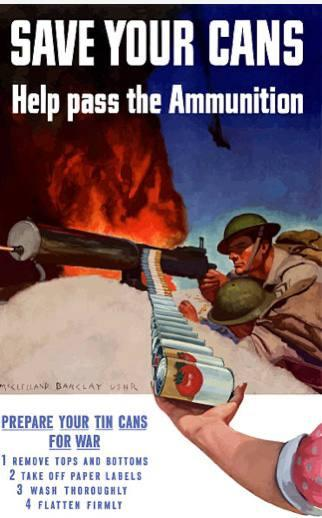 SAVE YOUR CANS
Help pass the Ammunition
McCLELLAND BARCLAY USNR
PREPARE YOUR TIN CANS
FOR WAR
1 REMOVE TOPS AND BOTTOMS
2 TAKE OFF PAPER LABELS
3 WASH THOROUGHLY
4 FLATTEN FIRMLY